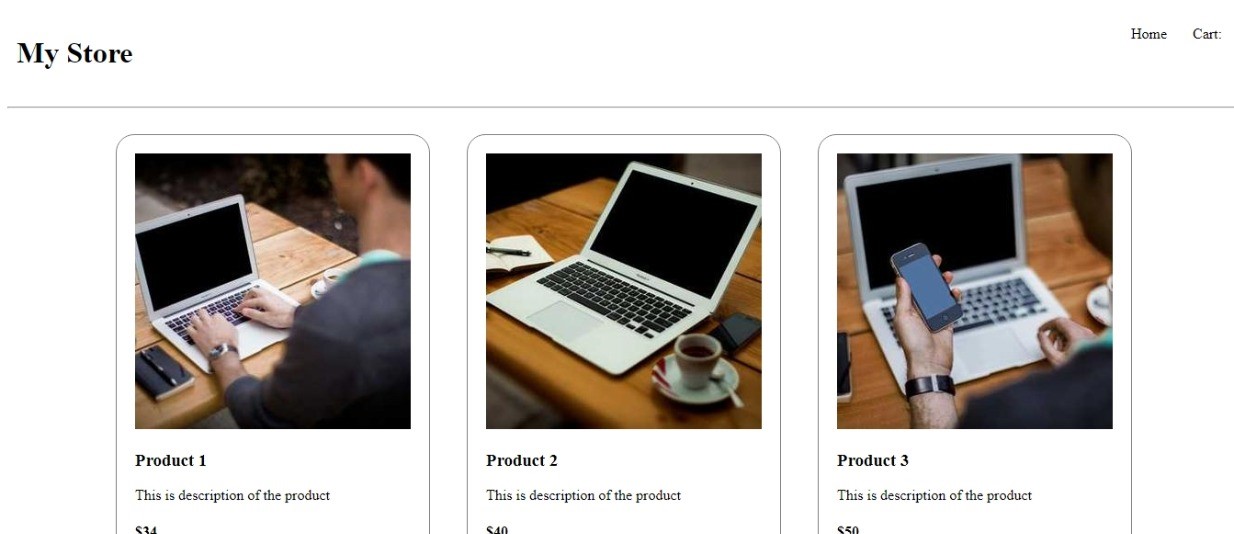 My Store
Home Cart:
Product 1
This is description of the product
$34
Product 2
This is description of the product
$40
Product 3
This is description of the product
$50